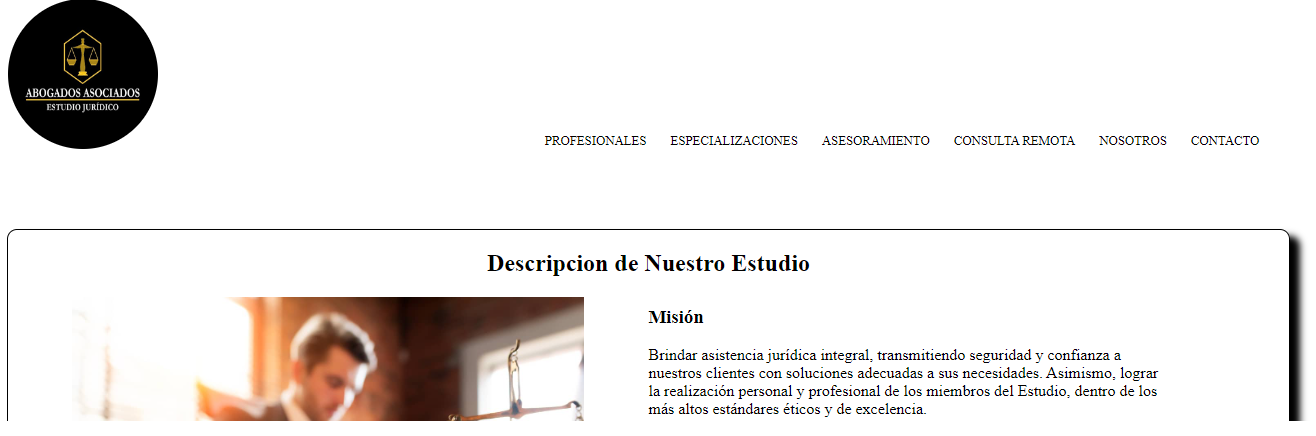 ABOGADOS ASOCIADOS
ESTUDIO JURÍDICO
PROFESIONALES ESPECIALIZACIONES ASESORAMIENTO CONSULTA REMOTA NOSOTROS CONTACTO
Descripcion de Nuestro Estudio
Misión
Brindar asistencia jurídica integral, transmitiendo seguridad y confianza a
nuestros clientes con soluciones adecuadas a sus necesidades. Asimismo, lograr
la realización personal y profesional de los miembros del Estudio, dentro de los
más altos estándares éticos y de excelencia.